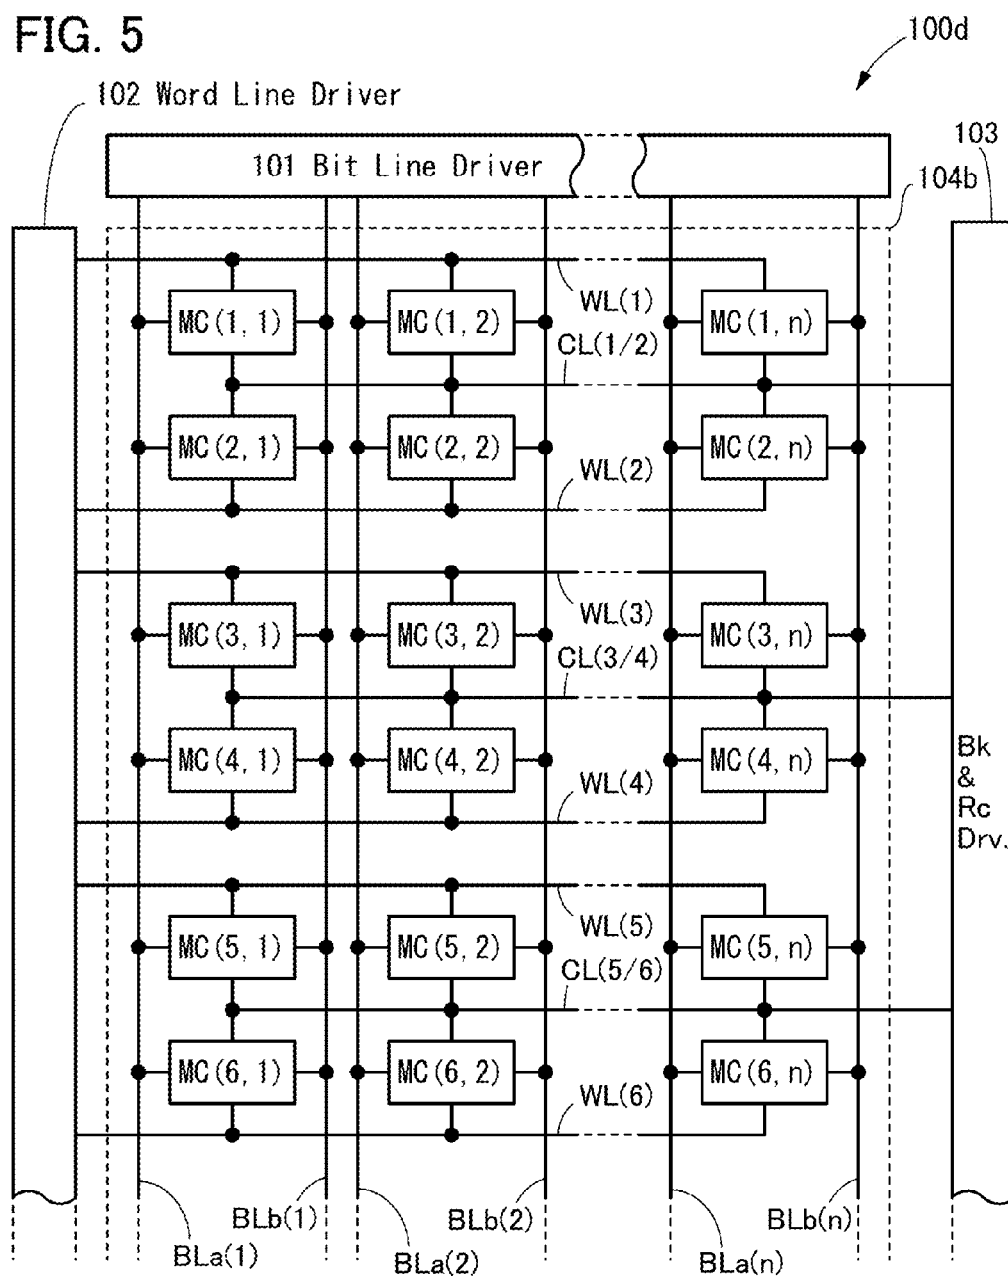 FIG. 5
100d
102 Word Line Driver
103
101 Bit Line Driver
104b
WL(1)
MC(1, 1) MC(1, 2) MC(1, n)
CL(1/2)
MC(2, 1) MC(2, 2) MC(2, n)
WL(2)
WL(3)
MC(3, 1) MC(3, 2) MC(3, n)
CL(3/4)
MC(4, 1) MC(4, 2) MC(4, n)
Bk
&
Rc
Drv.
WL(4)
WL(5)
MC(5, 1) MC(5, 2) MC(5, n)
CL(5/6)
MC(6, 1) MC(6, 2) MC(6, n)
WL(6)
BLb(1) BLb(2) BLb(n)
BLa(1) BLa(2) BLa(n)